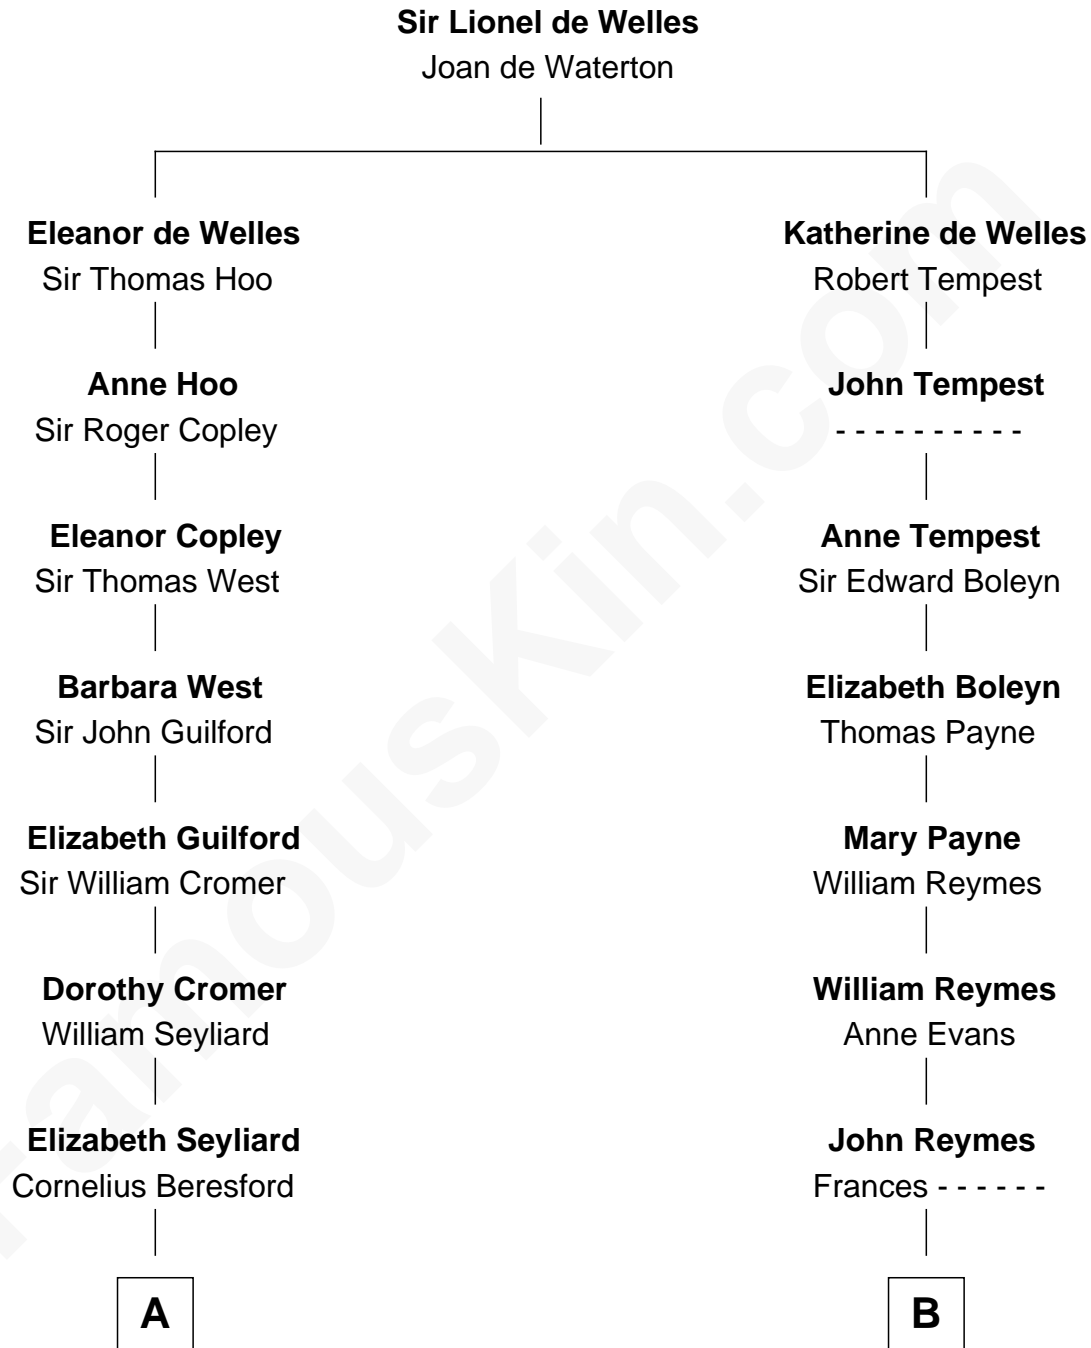 Sir Lionel de Welles
Joan de Waterton
Eleanor de Welles
Sir Thomas Hoo
Katherine de Welles
Robert Tempest
Anne Hoo
Sir Roger Copley
John Tempest
- - - - - - - - - -
Eleanor Copley
Sir Thomas West
Anne Tempest
Sir Edward Boleyn
Barbara West
Sir John Guilford
Elizabeth Boleyn
Thomas Payne
Elizabeth Guilford
Sir William Cromer
Mary Payne
William Reymes
Dorothy Cromer
William Seyliard
William Reymes
Anne Evans
Elizabeth Seyliard
Cornelius Beresford
John Reymes
Frances - - - - - -
A
B
FamousKin.com